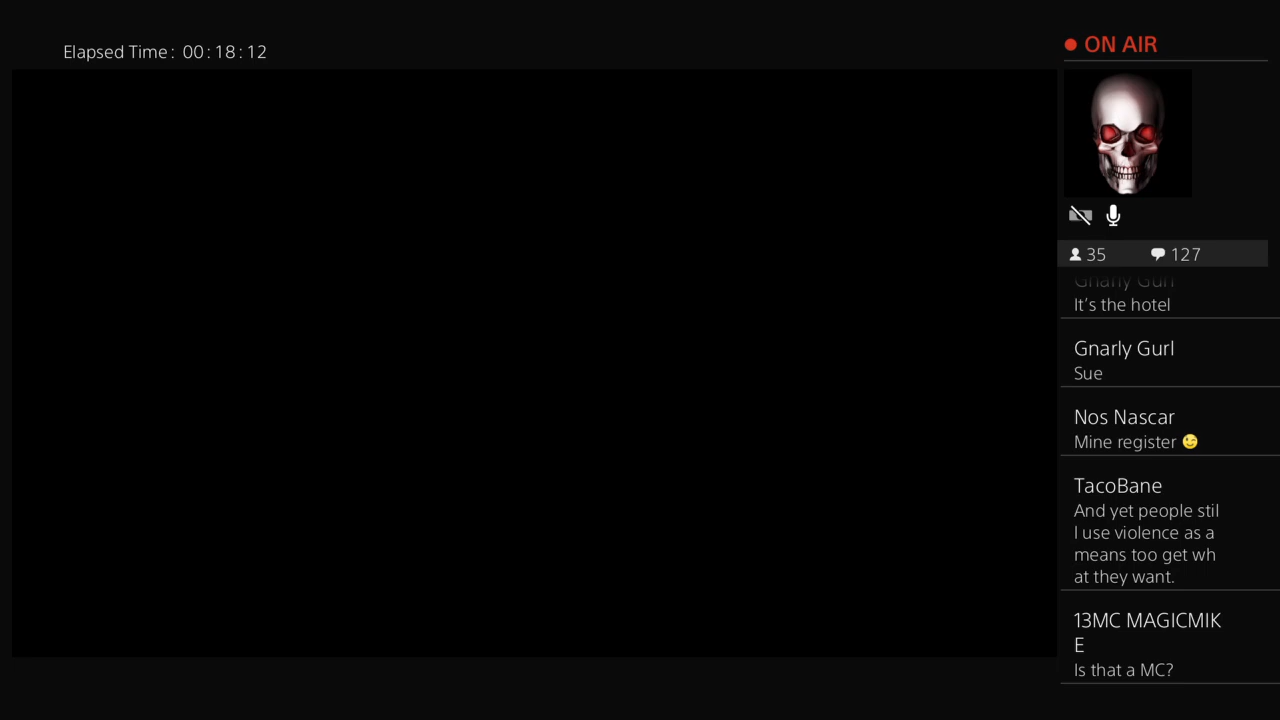 Elapsed Time: 00:18:12
ON AIR
35 127
Gnarly Gurl
It's the hotel
Gnarly Gurl
Sue
Nos Nascar
Mine register 😉
TacoBane
And yet people stil
l use violence as a
means too get wh
at they want.
13MC MAGICMIK
E
Is that a MC?